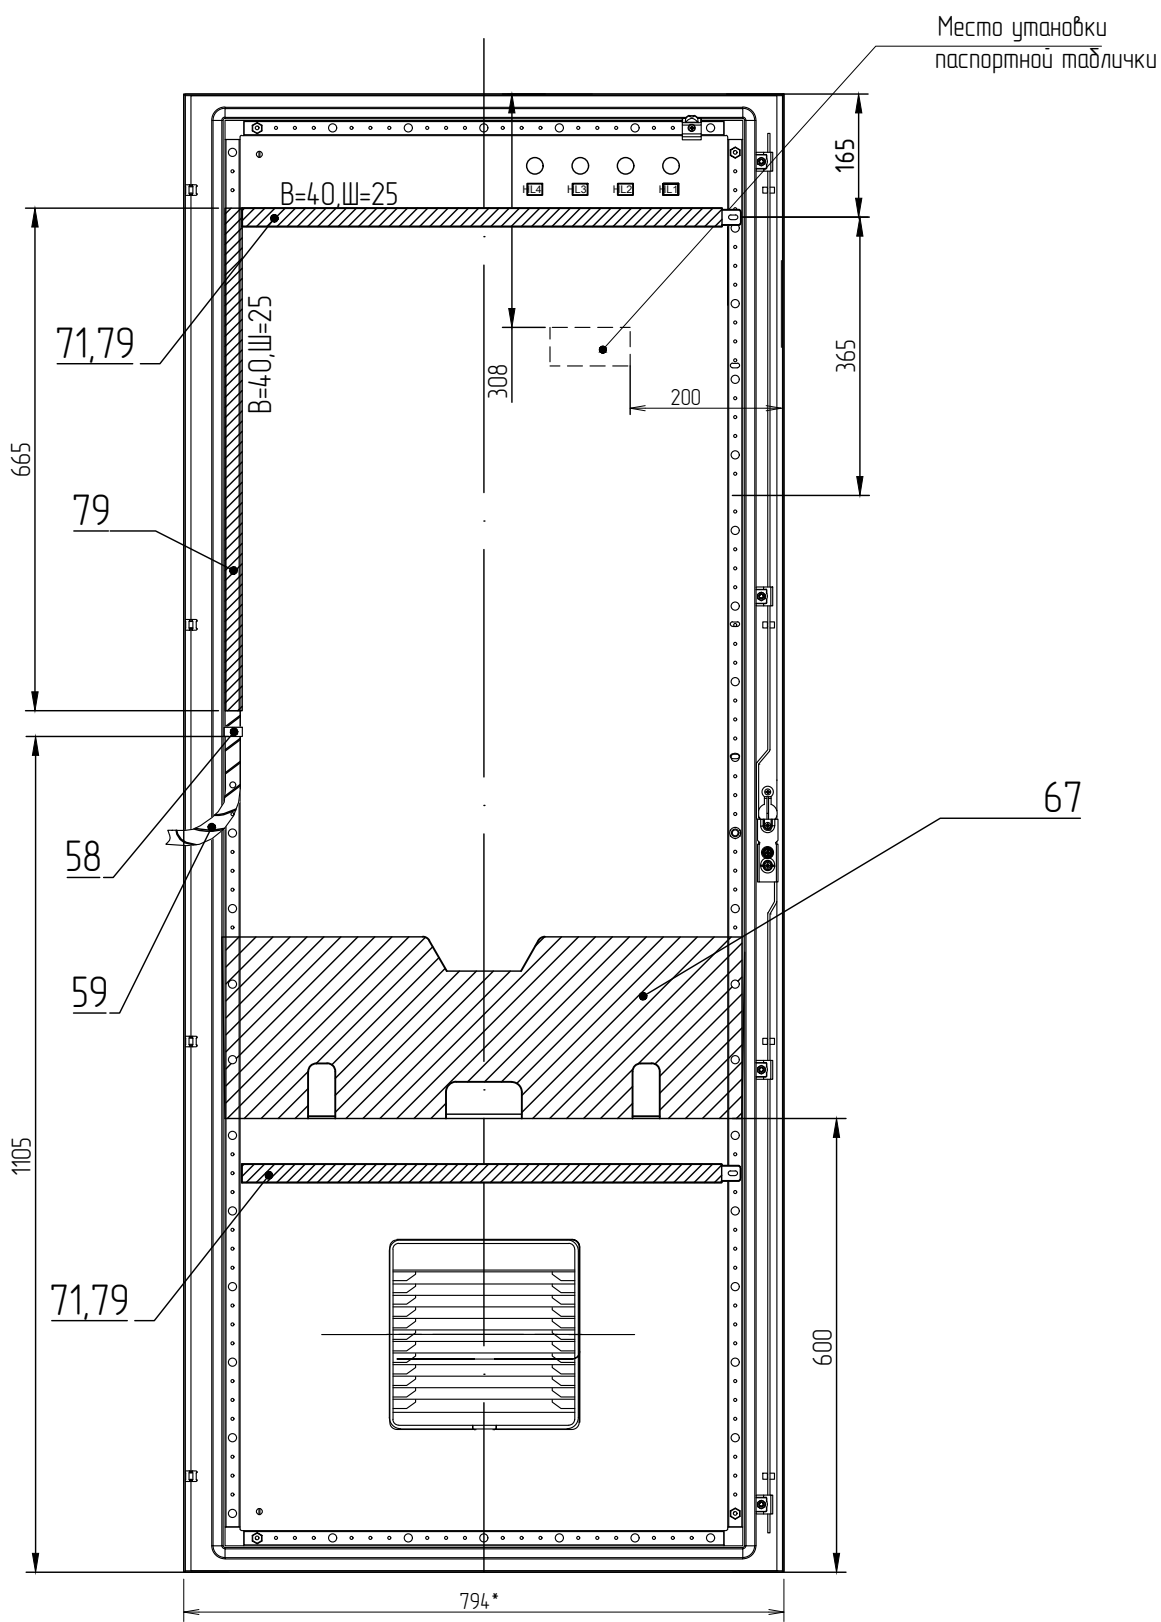 Место утановки
паспортной таблички
165
HL4 HL3 HL2 HL1
В=40,Ш=25
В=40,Ш=25
71,79
308
365
200
665
79
67
58
59
1105
71,79
600
794*